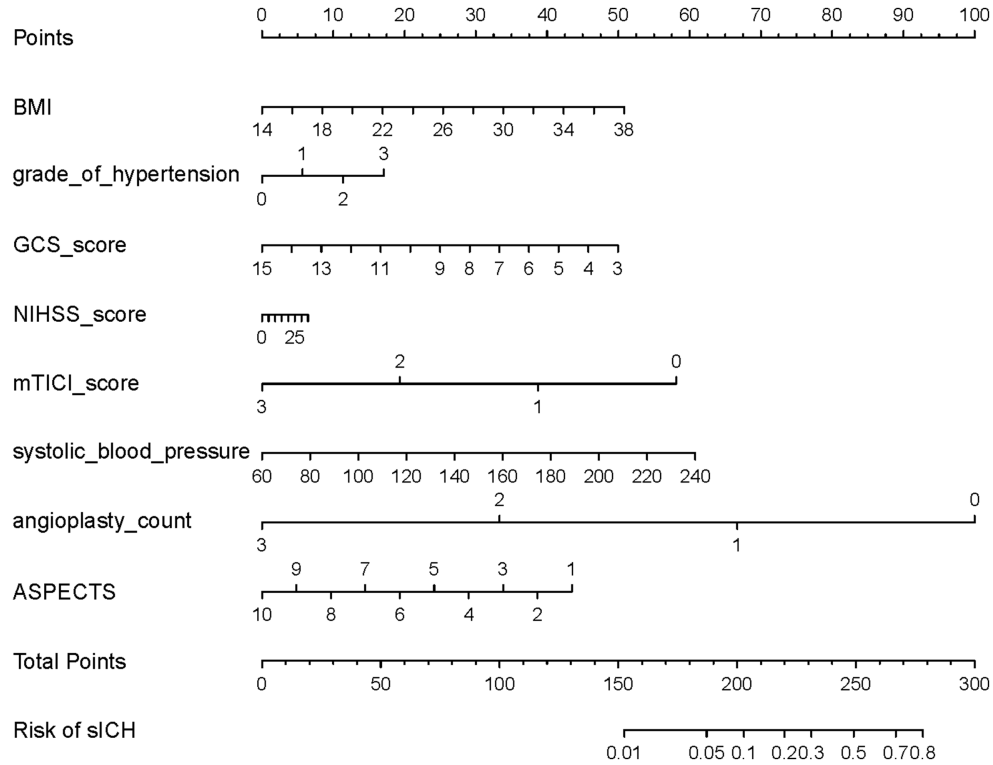 0 10 20 30 40 50 60 70 80 90 100
Points
BMI
14 18 22 26 30 34 38
1 3
grade_of_hypertension
0 2
GCS_score
15 13 11 9 8 7 6 5 4 3
NIHSS_score
0 25
2 0
mTICI_score
3 1
systolic_blood_pressure
60 80 100 120 140 160 180 200 220 240
2 0
angioplasty_count
3 1
9 7 5 3 1
ASPECTS
10 8 6 4 2
Total Points
0 50 100 150 200 250 300
Risk of sICH
0.01 0.05 0.1 0.2 0.3 0.5 0.7 0.8